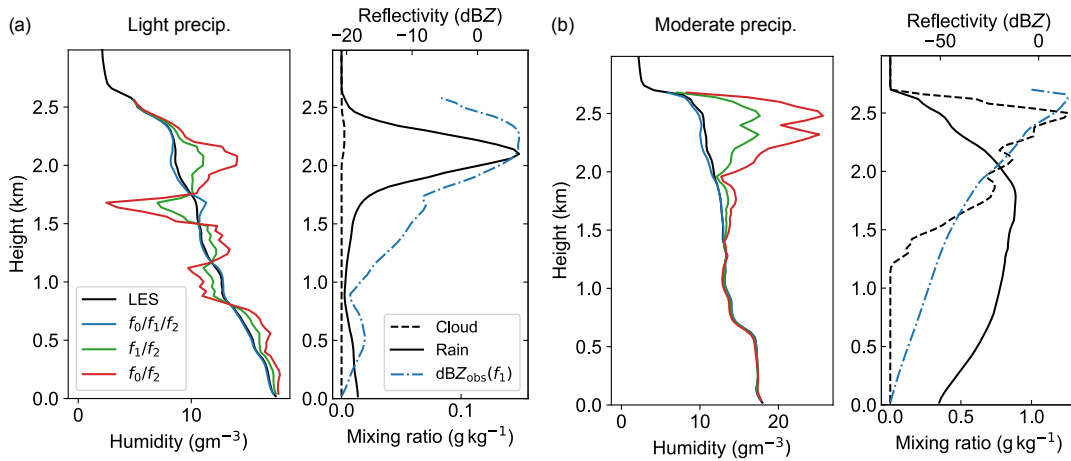 (a)
Light precip.
Reflectivity (dBZ)
−20
−10
0
Height (km)
2.5
2.0
1.5
1.0
0.5
0.0
LES
f₀/f₁/f₂
f₁/f₂
f₀/f₂
0
10
Humidity (gm⁻³)
Cloud
Rain
dBZobs(f₁)
0.0
0.1
Mixing ratio (g kg⁻¹)
(b)
Moderate precip.
Reflectivity (dBZ)
−50
0
Height (km)
2.5
2.0
1.5
1.0
0.5
0.0
0
10
20
Humidity (gm⁻³)
0.0
0.5
1.0
Mixing ratio (g kg⁻¹)